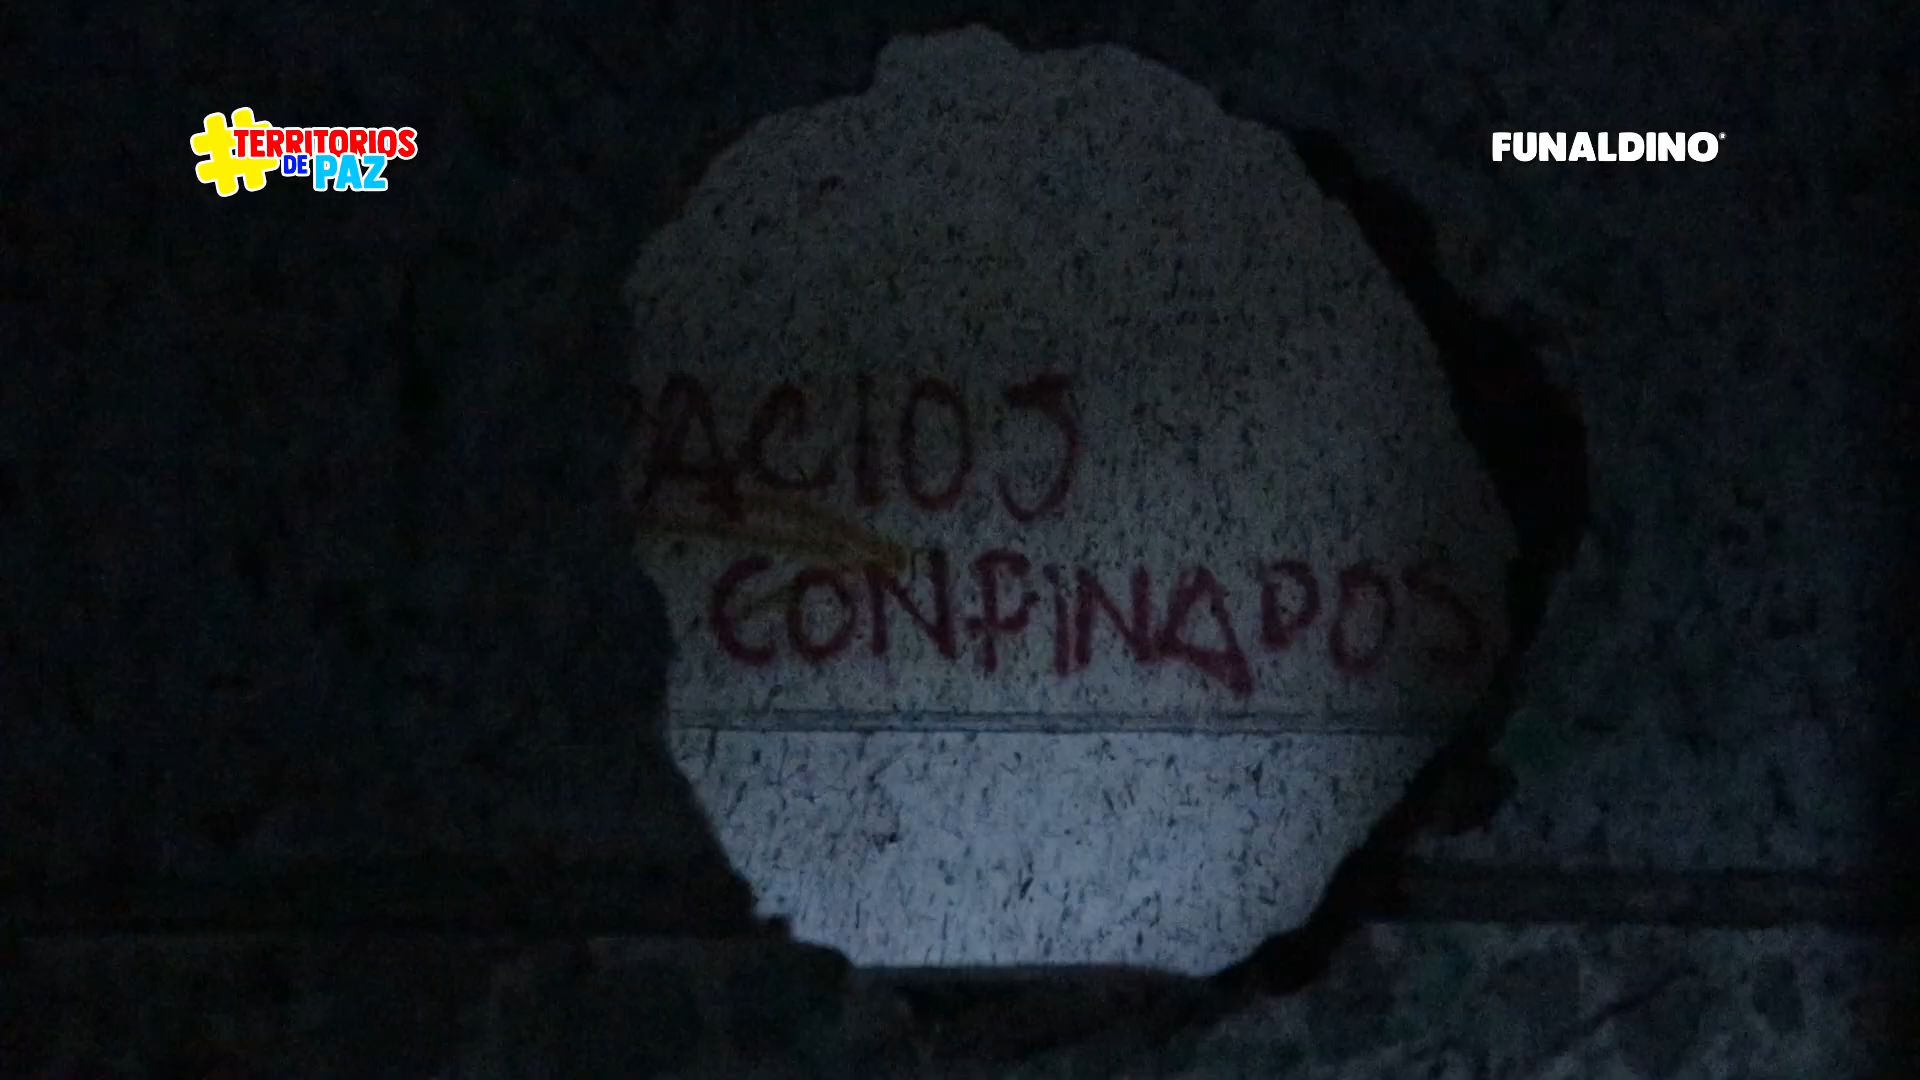 #TERRITORIOS
DE PAZ
FUNALDINO
ACIOS
CONFINADOS